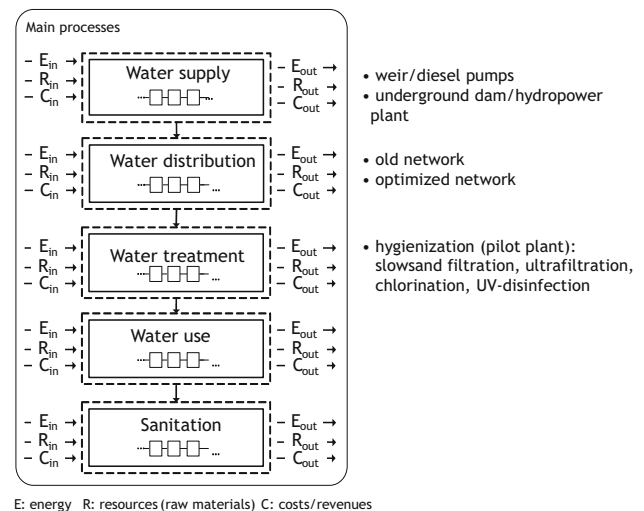 Main processes
E_in
R_in
C_in
Water supply
E_out
R_out
C_out
• weir/diesel pumps
• underground dam/hydropower
plant
E_in
R_in
C_in
Water distribution
E_out
R_out
C_out
• old network
• optimized network
E_in
R_in
C_in
Water treatment
E_out
R_out
C_out
• hygienization (pilot plant):
slowsand filtration, ultrafiltration,
chlorination, UV-disinfection
E_in
R_in
C_in
Water use
E_out
R_out
C_out
E_in
R_in
C_in
Sanitation
E_out
R_out
C_out
E: energy R: resources (raw materials) C: costs/revenues